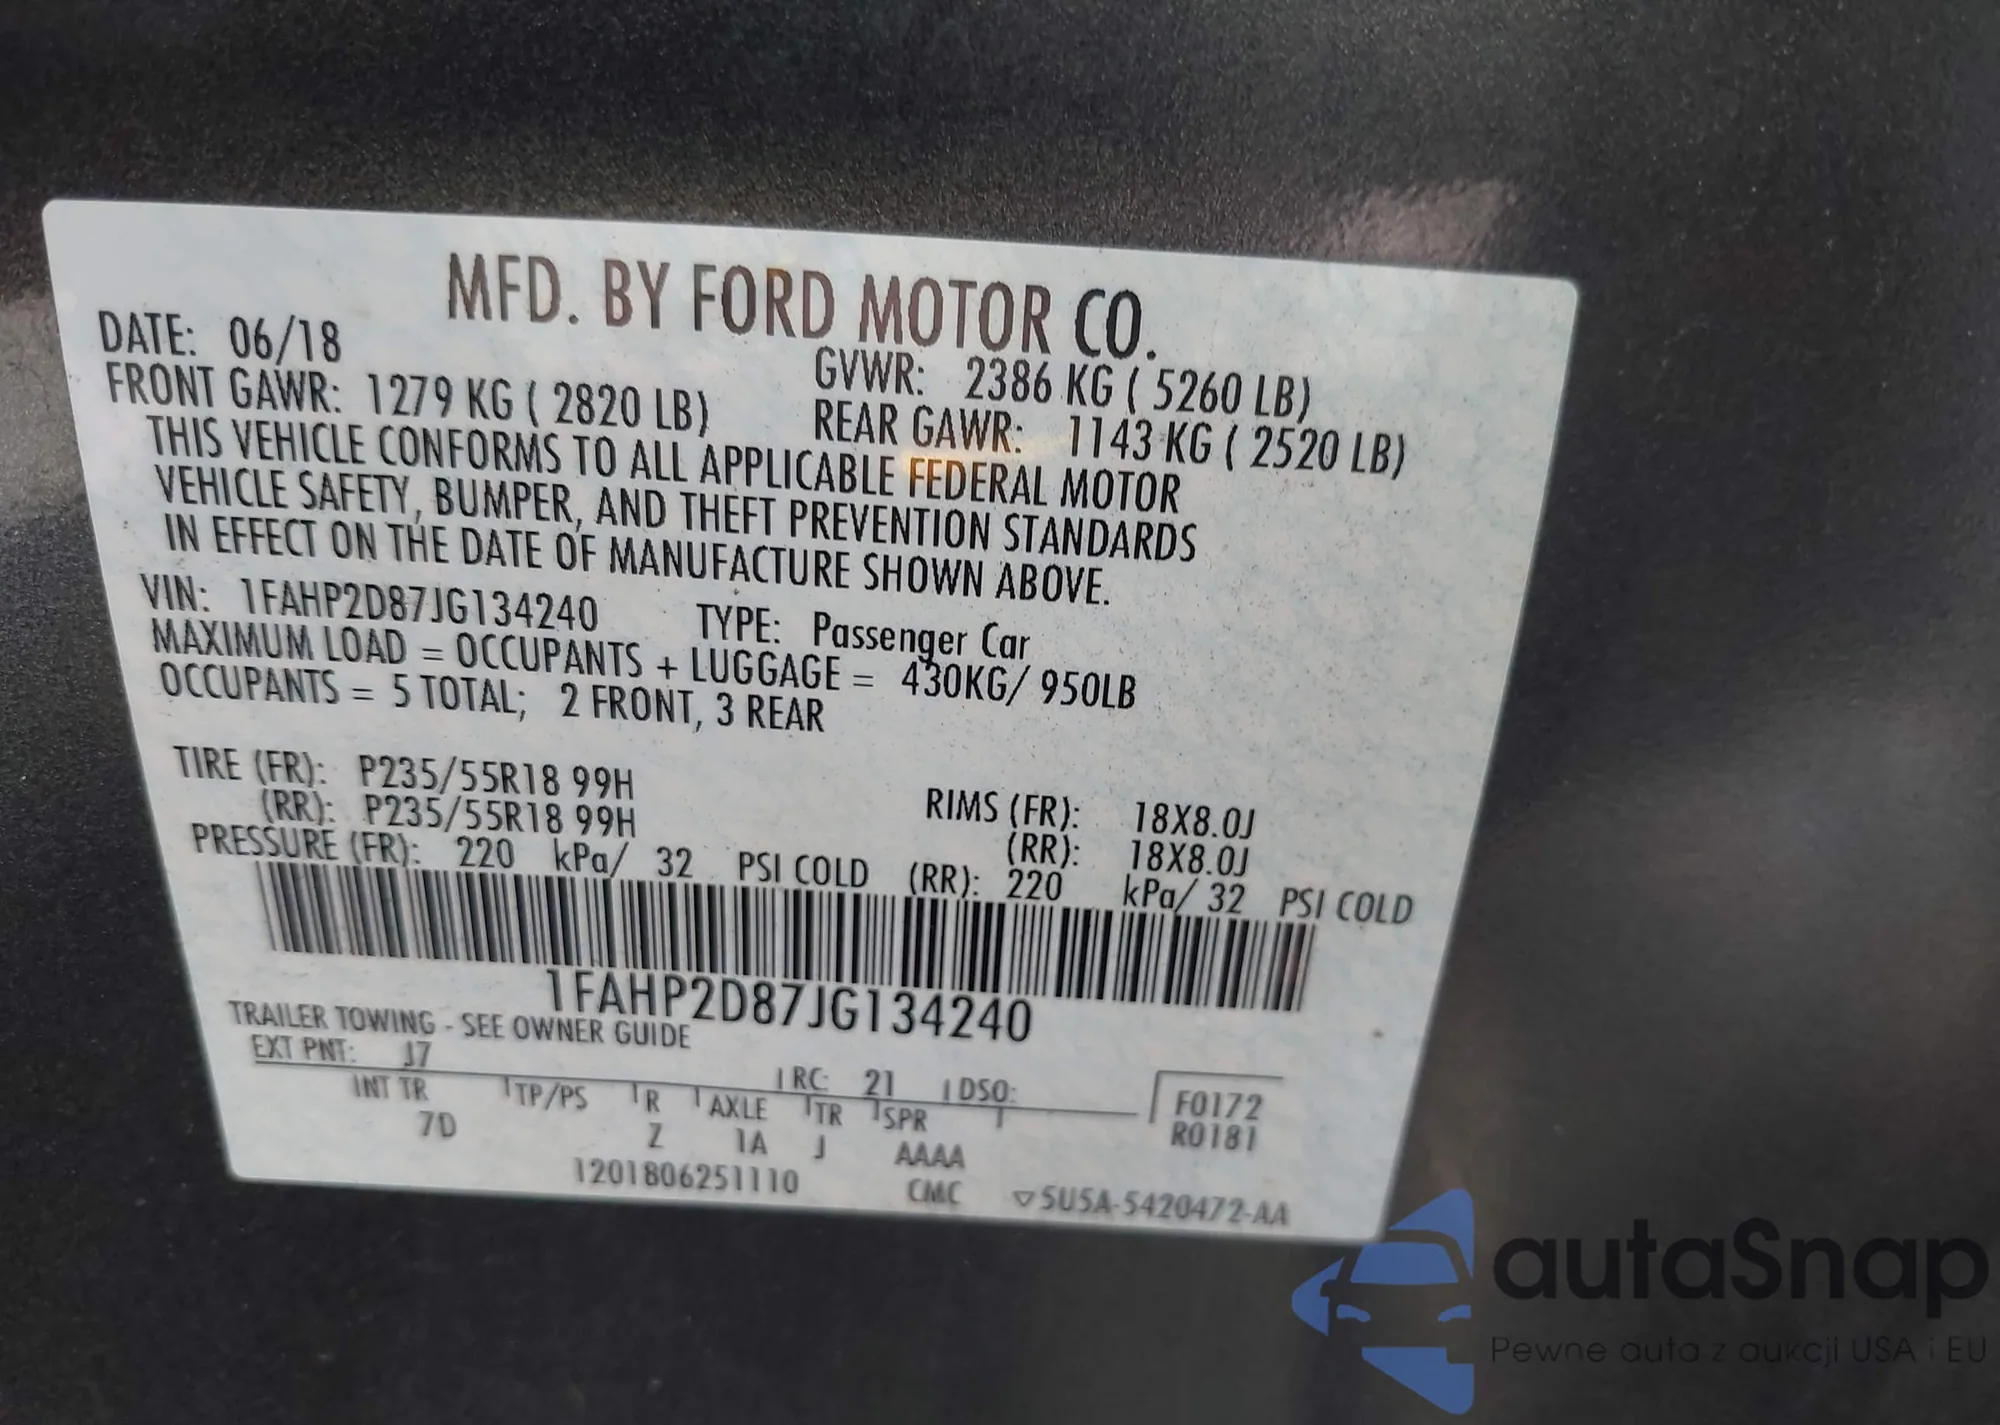 MFD. BY FORD MOTOR CO.
DATE: 06/18 GVWR: 2386 KG ( 5260 LB)
FRONT GAWR: 1279 KG ( 2820 LB) REAR GAWR: 1143 KG ( 2520 LB)
THIS VEHICLE CONFORMS TO ALL APPLICABLE FEDERAL MOTOR
VEHICLE SAFETY, BUMPER, AND THEFT PREVENTION STANDARDS
IN EFFECT ON THE DATE OF MANUFACTURE SHOWN ABOVE.
VIN: 1FAHP2D87JG134240 TYPE: Passenger Car
MAXIMUM LOAD = OCCUPANTS + LUGGAGE = 430KG/ 950LB
OCCUPANTS = 5 TOTAL; 2 FRONT, 3 REAR
TIRE (FR): P235/55R18 99H RIMS (FR): 18X8.0J
(RR): P235/55R18 99H (RR): 18X8.0J
PRESSURE (FR): 220 kPa/ 32 PSI COLD (RR): 220 kPa/ 32 PSI COLD
1FAHP2D87JG134240
TRAILER TOWING - SEE OWNER GUIDE
EXT PNT: J7 RC: 21 DSO:
INT TR TP/PS R AXLE TR SPR F0172
7D Z 1A J AAAA R0181
1201806251110 CMC ▽5U5A-5420472-AA
autaSnap
Pewne auta z aukcji USA i EU